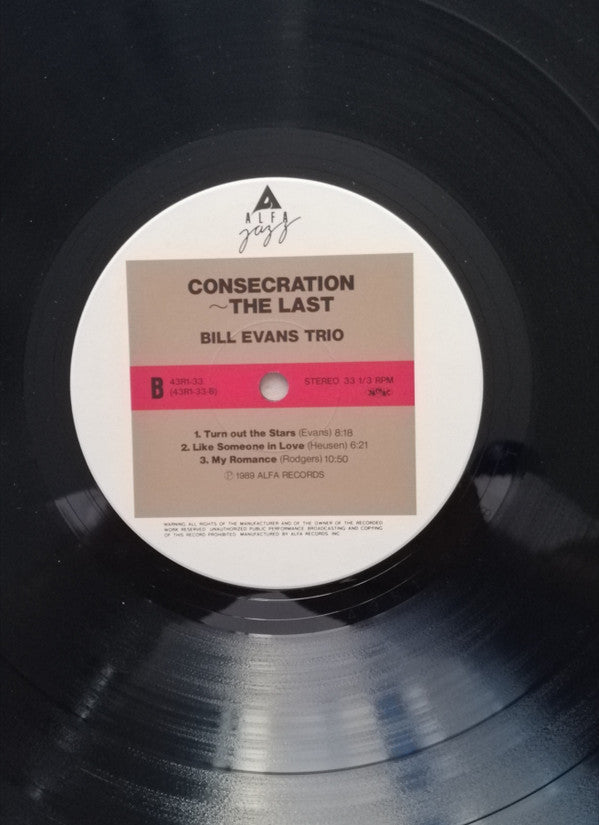 ALFA
jazz
CONSECRATION
~THE LAST
BILL EVANS TRIO
B 43R1-33 STEREO 33 1/3 RPM
(43R1-33-B)
1. Turn out the Stars (Evans) 8:18
2. Like Someone in Love (Heusen) 6:21
3. My Romance (Rodgers) 10:50
Ⓟ 1989 ALFA RECORDS
WARNING: ALL RIGHTS OF THE MANUFACTURER AND OF THE OWNER OF THE RECORDED
WORK RESERVED. UNAUTHORIZED PUBLIC PERFORMANCE BROADCASTING AND COPYING
OF THIS RECORD PROHIBITED. MANUFACTURED BY ALFA RECORDS, INC